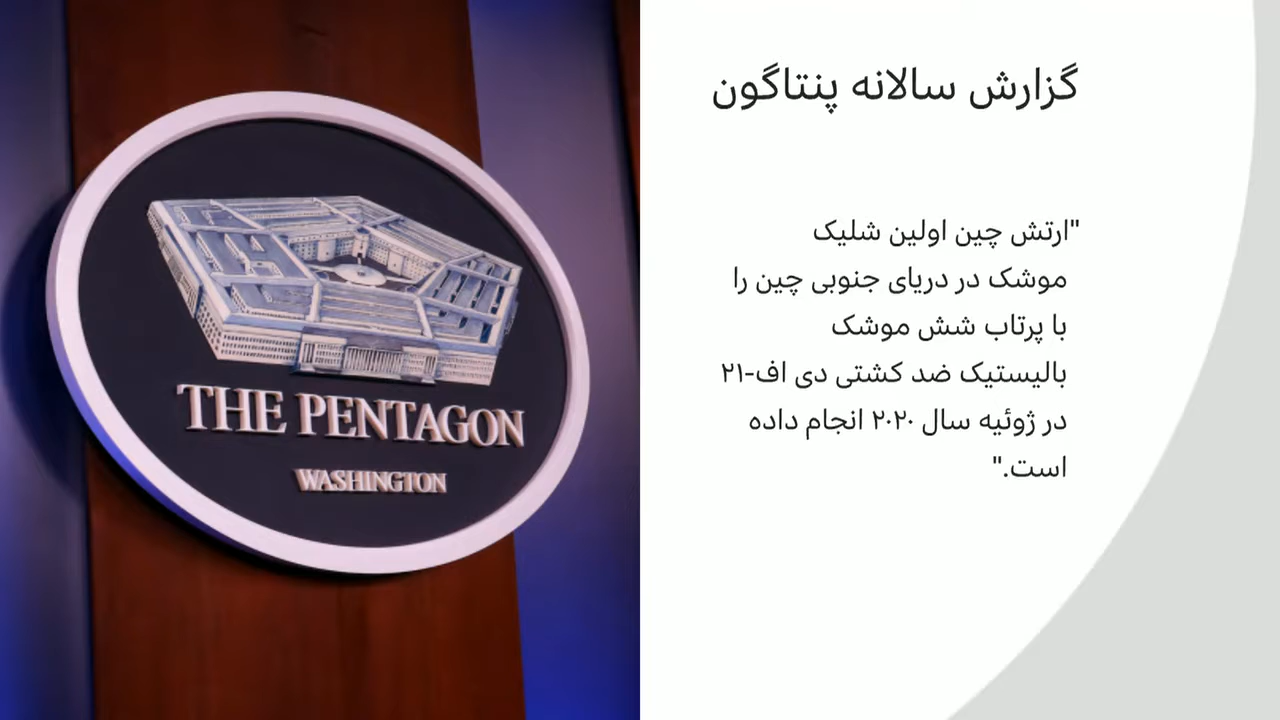 THE PENTAGON
WASHINGTON
گزارش سالانه پنتاگون
"ارتش چین اولین شلیک
موشک در دریای جنوبی چین را
با پرتاب شش موشک
بالیستیک ضد کشتی دی اف-۲۱
در ژوئیه سال ۲۰۲۰ انجام داده
است."